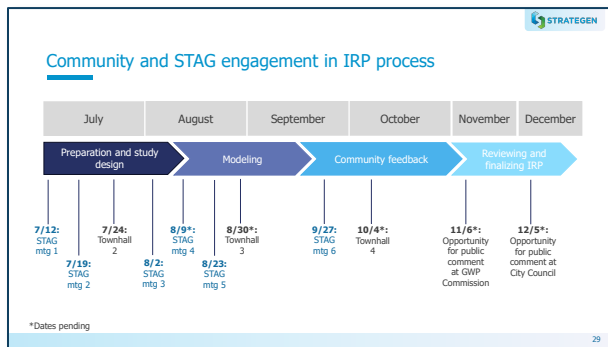 STRATEGEN
Community and STAG engagement in IRP process
July
August
September
October
November
December
Preparation and study
design
Modeling
Community feedback
Reviewing and
finalizing IRP
7/12:
STAG
mtg 1
7/19:
STAG
mtg 2
7/24:
Townhall
2
8/2:
STAG
mtg 3
8/9*:
STAG
mtg 4
8/23:
STAG
mtg 5
8/30*:
Townhall
3
9/27:
STAG
mtg 6
10/4*:
Townhall
4
11/6*:
Opportunity
for public
comment
at GWP
Commission
12/5*:
Opportunity
for public
comment at
City Council
*Dates pending
29